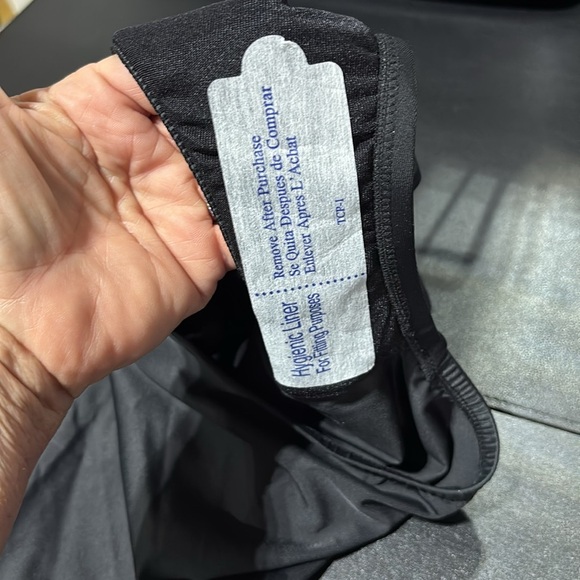 Remove After Purchase
Se Quita Despues de Comprar
Enlever Apres L'Achat
TCP-1
Hygienic Liner
For Fitting Purposes